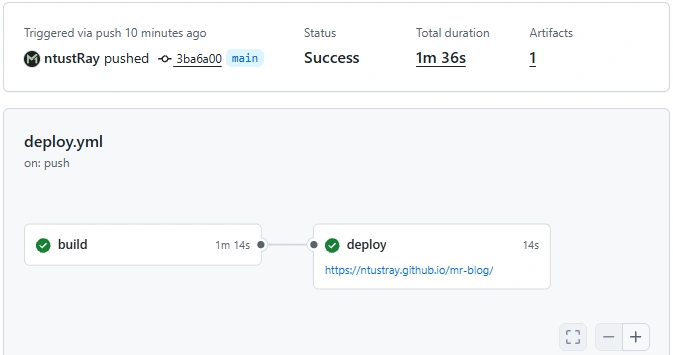 Triggered via push 10 minutes ago
Status
Total duration
Artifacts
ntustRay pushed 3ba6a00 main
Success
1m 36s
1
deploy.yml
on: push
build
1m 14s
deploy
14s
https://ntustray.github.io/mr-blog/